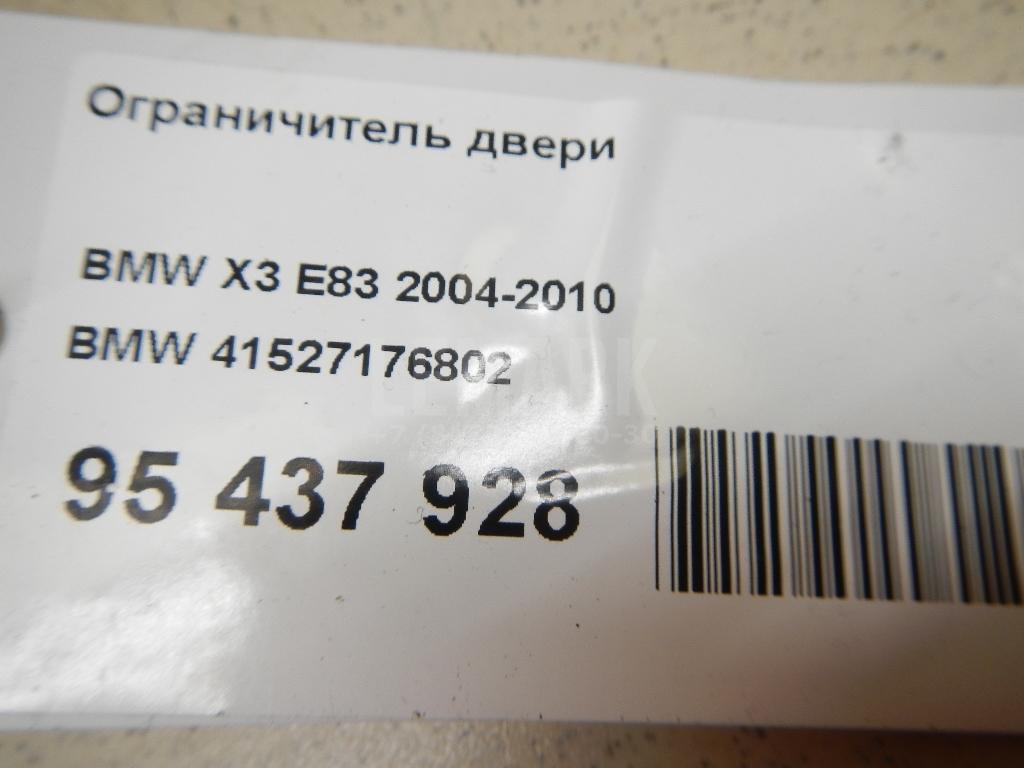 Ограничитель двери
BMW X3 E83 2004-2010
BMW 41527176802
95 437 928